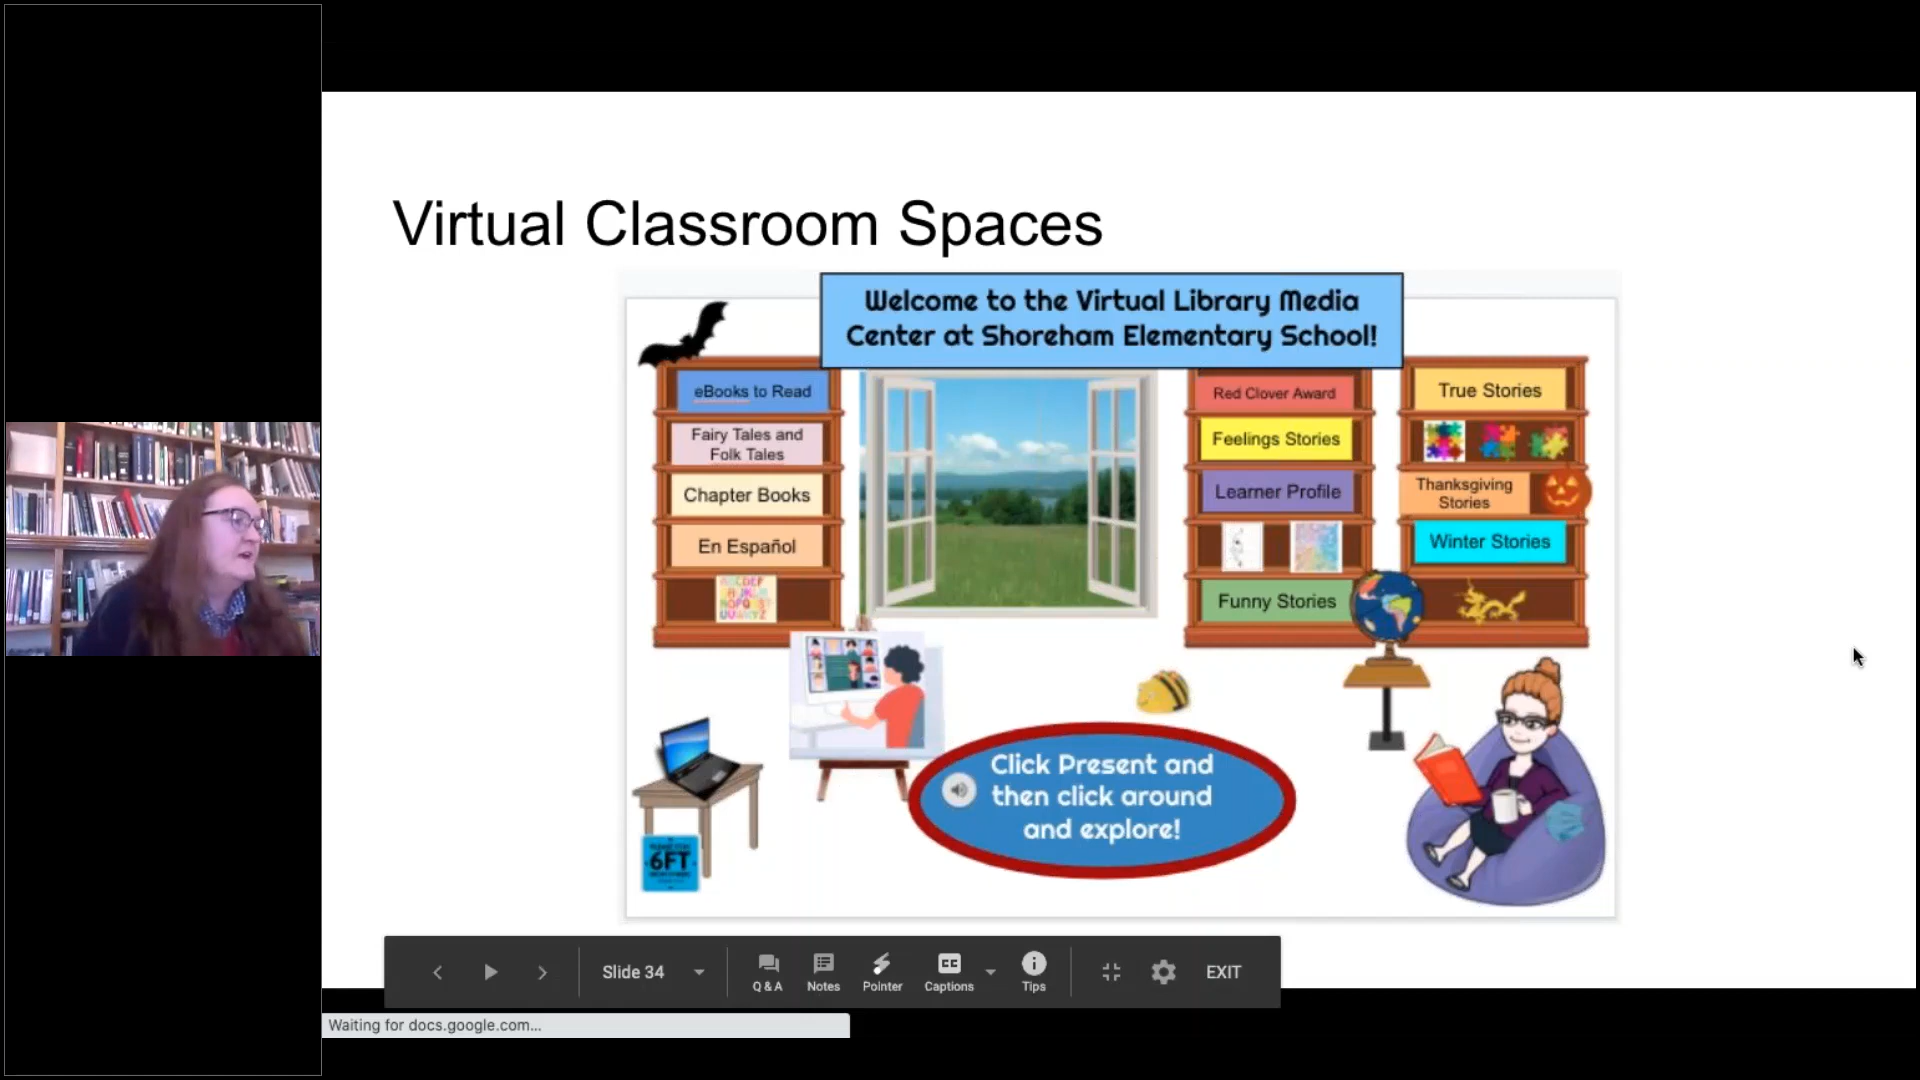 Virtual Classroom Spaces
Welcome to the Virtual Library Media
Center at Shoreham Elementary School!
eBooks to Read
Fairy Tales and
Folk Tales
Chapter Books
En Español
Red Clover Award
Feelings Stories
Learner Profile
Funny Stories
True Stories
Thanksgiving
Stories
Winter Stories
6FT
Click Present and
then click around
and explore!
Slide 34
Q & A
Notes
CC
Captions
Pointer
Tips
EXIT
Waiting for docs.google.com...